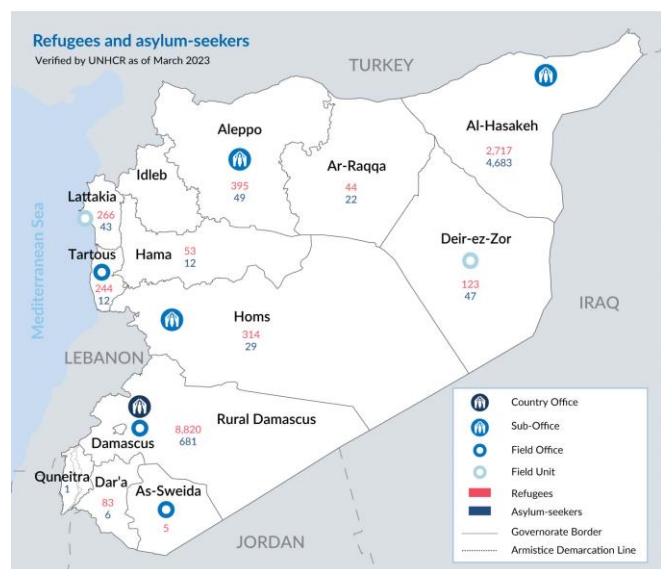 Refugees and asylum-seekers
Verified by UNHCR as of March 2023
TURKEY
Aleppo
395
49
Al-Hasakeh
2,717
4,683
Ar-Raqqa
44
22
Idleb
Lattakia
266
43
Deir-ez-Zor
123
47
Tartous
244
12
Hama
53
12
Mediterranean Sea
IRAQ
Homs
314
29
LEBANON
Rural Damascus
8,820
681
Damascus
Quneitra
1
Dar'a
83
6
As-Sweida
5
JORDAN
Country Office
Sub-Office
Field Office
Field Unit
Refugees
Asylum-seekers
Governorate Border
Armistice Demarcation Line